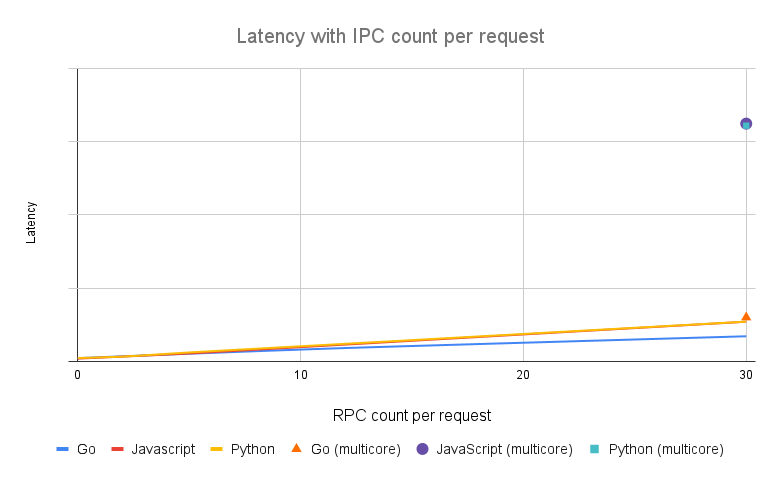 Latency with IPC count per request
Latency
0 10 20 30
RPC count per request
Go Javascript Python Go (multicore) JavaScript (multicore) Python (multicore)